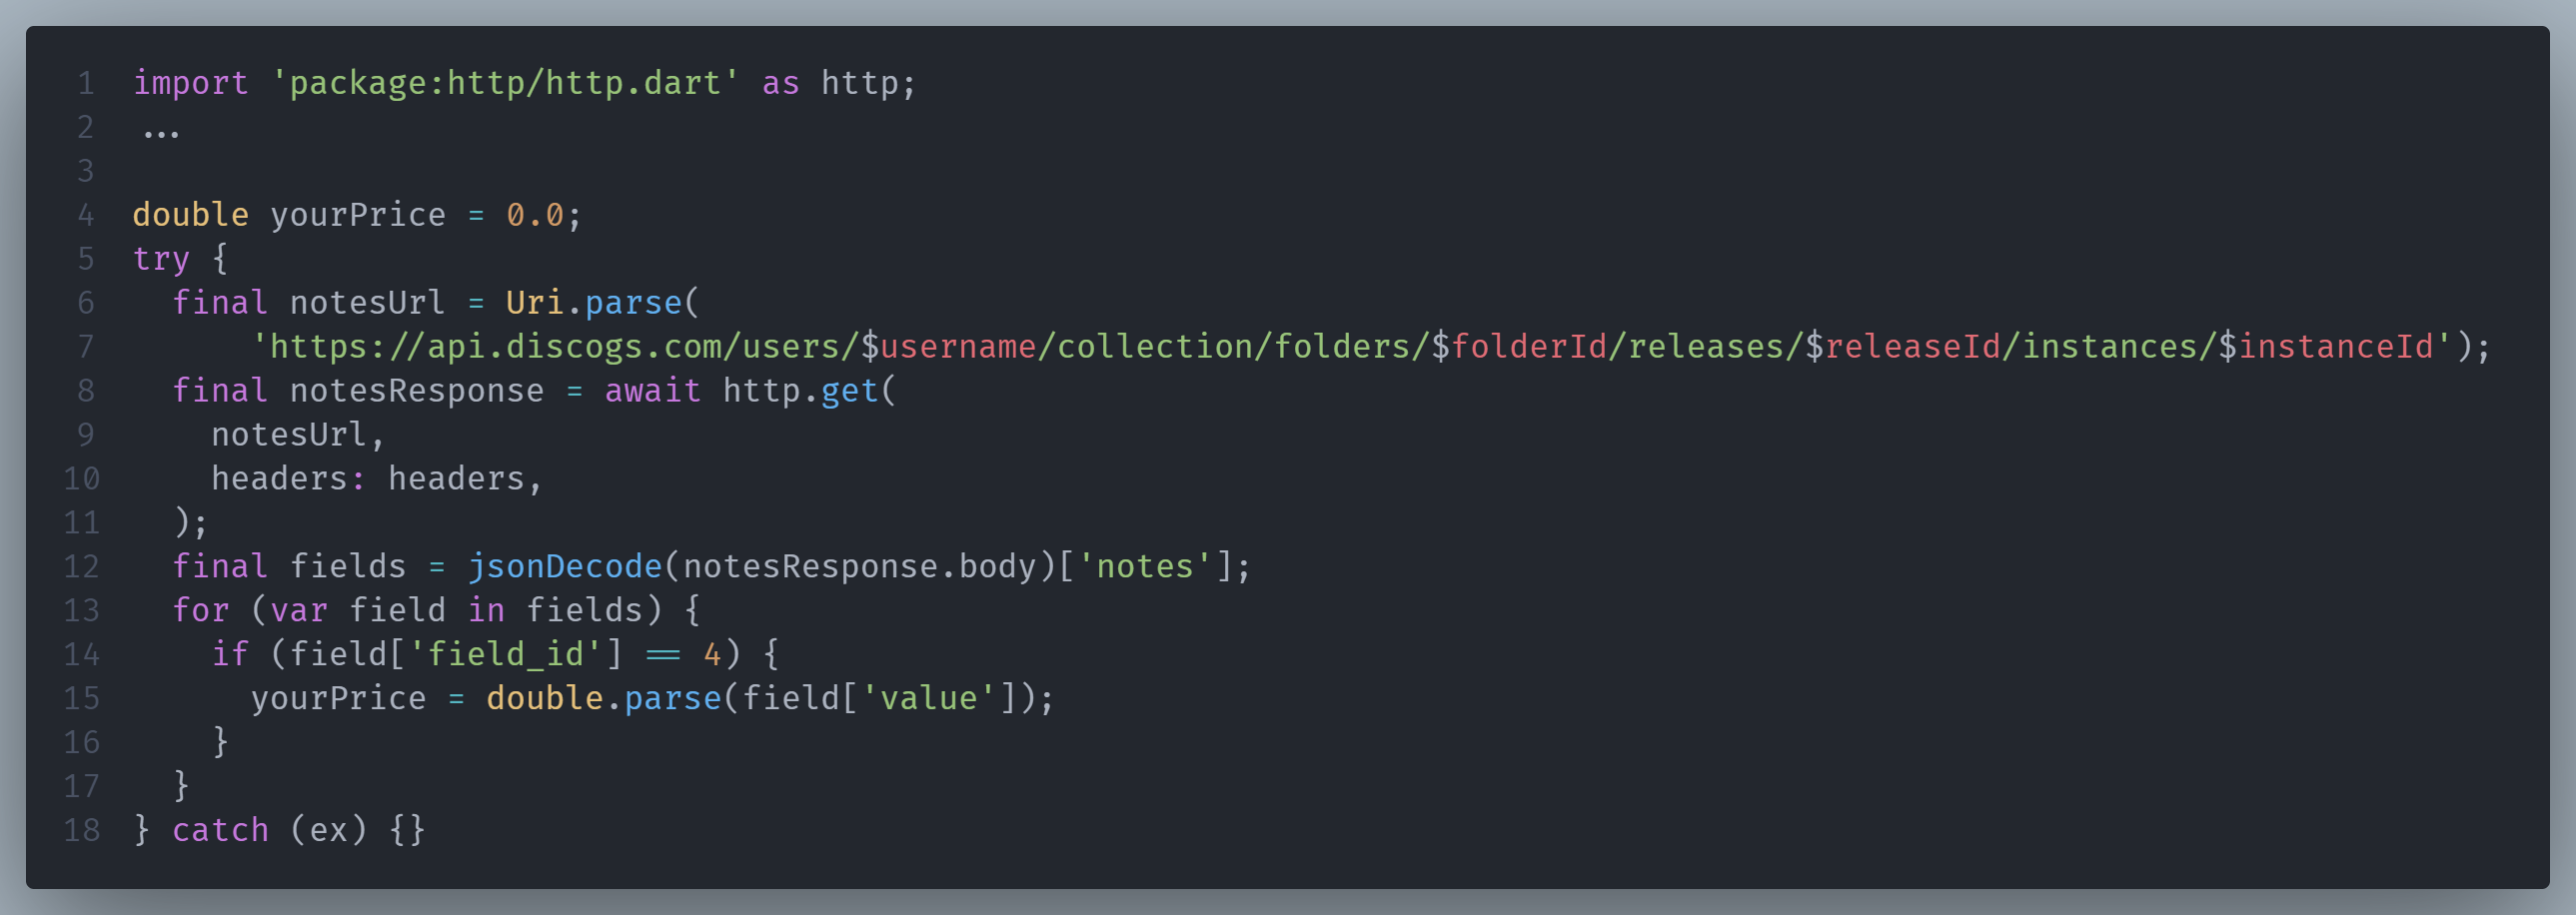 1 import 'package:http/http.dart' as http;
2 ...
3
4 double yourPrice = 0.0;
5 try {
6   final notesUrl = Uri.parse(
7       'https://api.discogs.com/users/$username/collection/folders/$folderId/releases/$releaseId/instances/$instanceId');
8   final notesResponse = await http.get(
9     notesUrl,
10     headers: headers,
11   );
12   final fields = jsonDecode(notesResponse.body)['notes'];
13   for (var field in fields) {
14     if (field['field_id'] == 4) {
15       yourPrice = double.parse(field['value']);
16     }
17   }
18 } catch (ex) {}